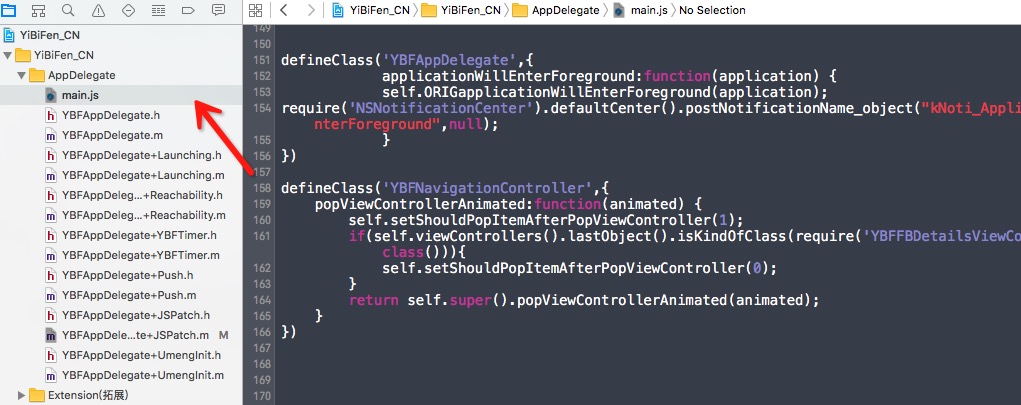 YiBiFen_CN
YiBiFen_CN
AppDelegate
main.js
YBFAppDelegate.h
YBFAppDelegate.m
YBFAppDelegate+Launching.h
YBFAppDelegate+Launching.m
YBFAppDeleg...+Reachability.h
YBFAppDeleg...+Reachability.m
YBFAppDelegate+YBFTimer.h
YBFAppDelegate+YBFTimer.m
YBFAppDelegate+Push.h
YBFAppDelegate+Push.m
YBFAppDelegate+JSPatch.h
YBFAppDele...te+JSPatch.m M
YBFAppDelegate+UmengInit.h
YBFAppDelegate+UmengInit.m
Extension(拓展)
YiBiFen_CN YiBiFen_CN AppDelegate main.js No Selection
149
150
151 defineClass('YBFAppDelegate',{
152 applicationWillEnterForeground:function(application) {
153 self.ORIGapplicationWillEnterForeground(application);
154 require('NSNotificationCenter').defaultCenter().postNotificationName_object("kNoti_Appli
nterForeground",null);
155 }
156 })
157
158 defineClass('YBFNavigationController',{
159 popViewControllerAnimated:function(animated) {
160 self.setShouldPopItemAfterPopViewController(1);
161 if(self.viewControllers().lastObject().isKindOfClass(require('YBFFBDetailsViewCo
class())){
162 self.setShouldPopItemAfterPopViewController(0);
163 }
164 return self.super().popViewControllerAnimated(animated);
165 }
166 })
167
168
169
170